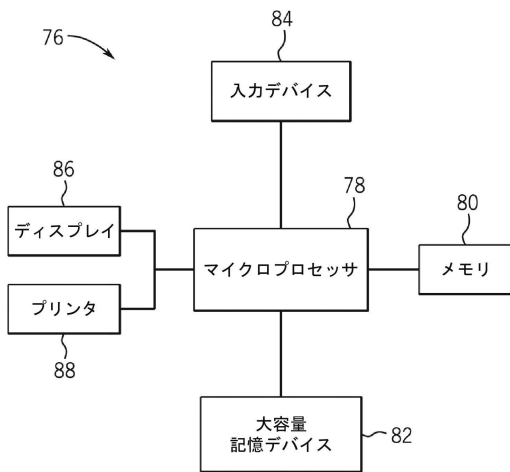 76
84
入力デバイス
86
ディスプレイ
78
マイクロプロセッサ
80
メモリ
プリンタ
88
大容量
記憶デバイス
82